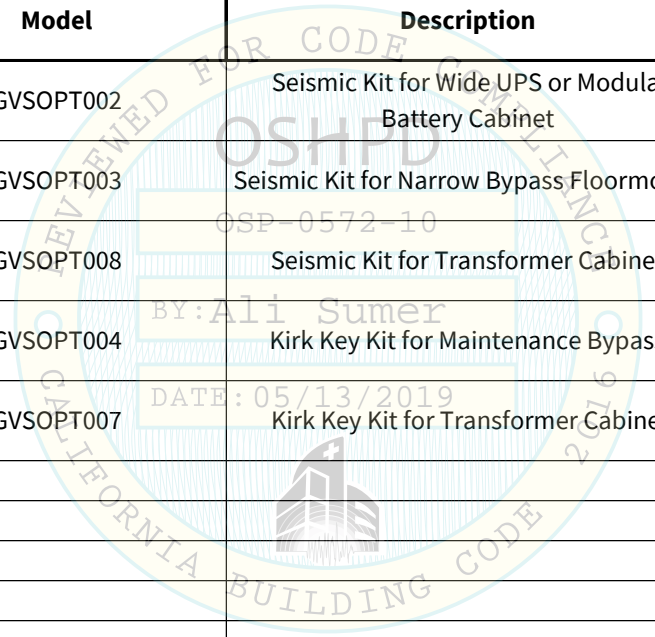 Model Description
GVSOPT002 Seismic Kit for Wide UPS or Modula
Battery Cabinet
GVSOPT003 Seismic Kit for Narrow Bypass Floormo
GVSOPT008 Seismic Kit for Transformer Cabine
GVSOPT004 Kirk Key Kit for Maintenance Bypas
GVSOPT007 Kirk Key Kit for Transformer Cabine
REVIEWED FOR CODE COMPLIANCE
OSHPD
OSP-0572-10
BY:Ali Sumer
DATE:05/13/2019
CALIFORNIA BUILDING CODE 2016